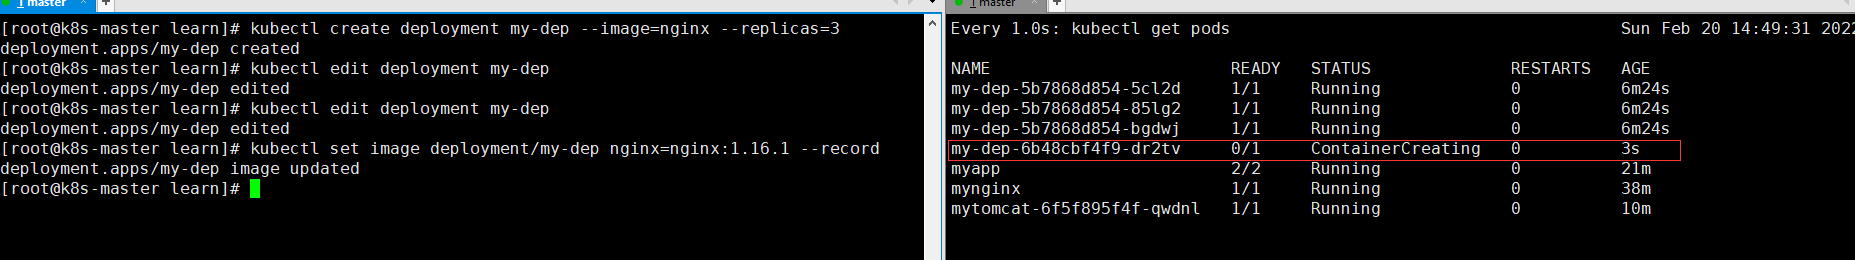 1 master × +
[root@k8s-master learn]# kubectl create deployment my-dep --image=nginx --replicas=3
deployment.apps/my-dep created
[root@k8s-master learn]# kubectl edit deployment my-dep
deployment.apps/my-dep edited
[root@k8s-master learn]# kubectl edit deployment my-dep
deployment.apps/my-dep edited
[root@k8s-master learn]# kubectl set image deployment/my-dep nginx=nginx:1.16.1 --record
deployment.apps/my-dep image updated
[root@k8s-master learn]#
1 master × +
Every 1.0s: kubectl get pods Sun Feb 20 14:49:31 2022
NAME READY STATUS RESTARTS AGE
my-dep-5b7868d854-5cl2d 1/1 Running 0 6m24s
my-dep-5b7868d854-85lg2 1/1 Running 0 6m24s
my-dep-5b7868d854-bgdwj 1/1 Running 0 6m24s
my-dep-6b48cbf4f9-dr2tv 0/1 ContainerCreating 0 3s
myapp 2/2 Running 0 21m
mynginx 1/1 Running 0 38m
mytomcat-6f5f895f4f-qwdnl 1/1 Running 0 10m